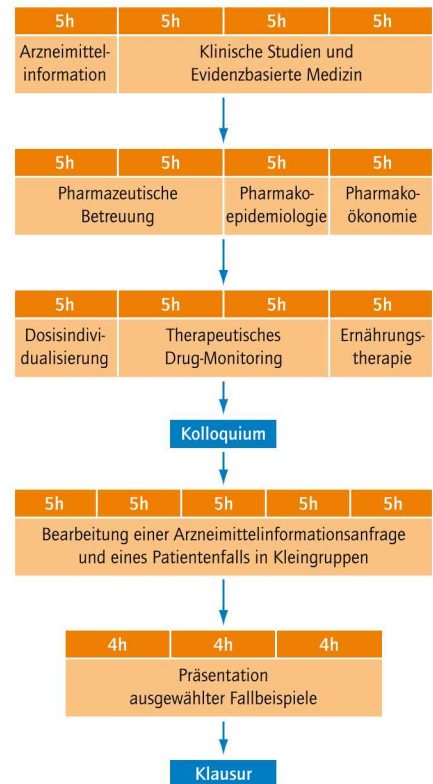 5h 5h 5h 5h
Arzneimittel-
information
Klinische Studien und
Evidenzbasierte Medizin
5h 5h 5h 5h
Pharmazeutische
Betreuung
Pharmako-
epidemiologie
Pharmako-
ökonomie
5h 5h 5h 5h
Dosisindivi-
dualisierung
Therapeutisches
Drug-Monitoring
Ernährungs-
therapie
Kolloquium
5h 5h 5h 5h 5h
Bearbeitung einer Arzneimittelinformationsanfrage
und eines Patientenfalls in Kleingruppen
4h 4h 4h
Präsentation
ausgewählter Fallbeispiele
Klausur